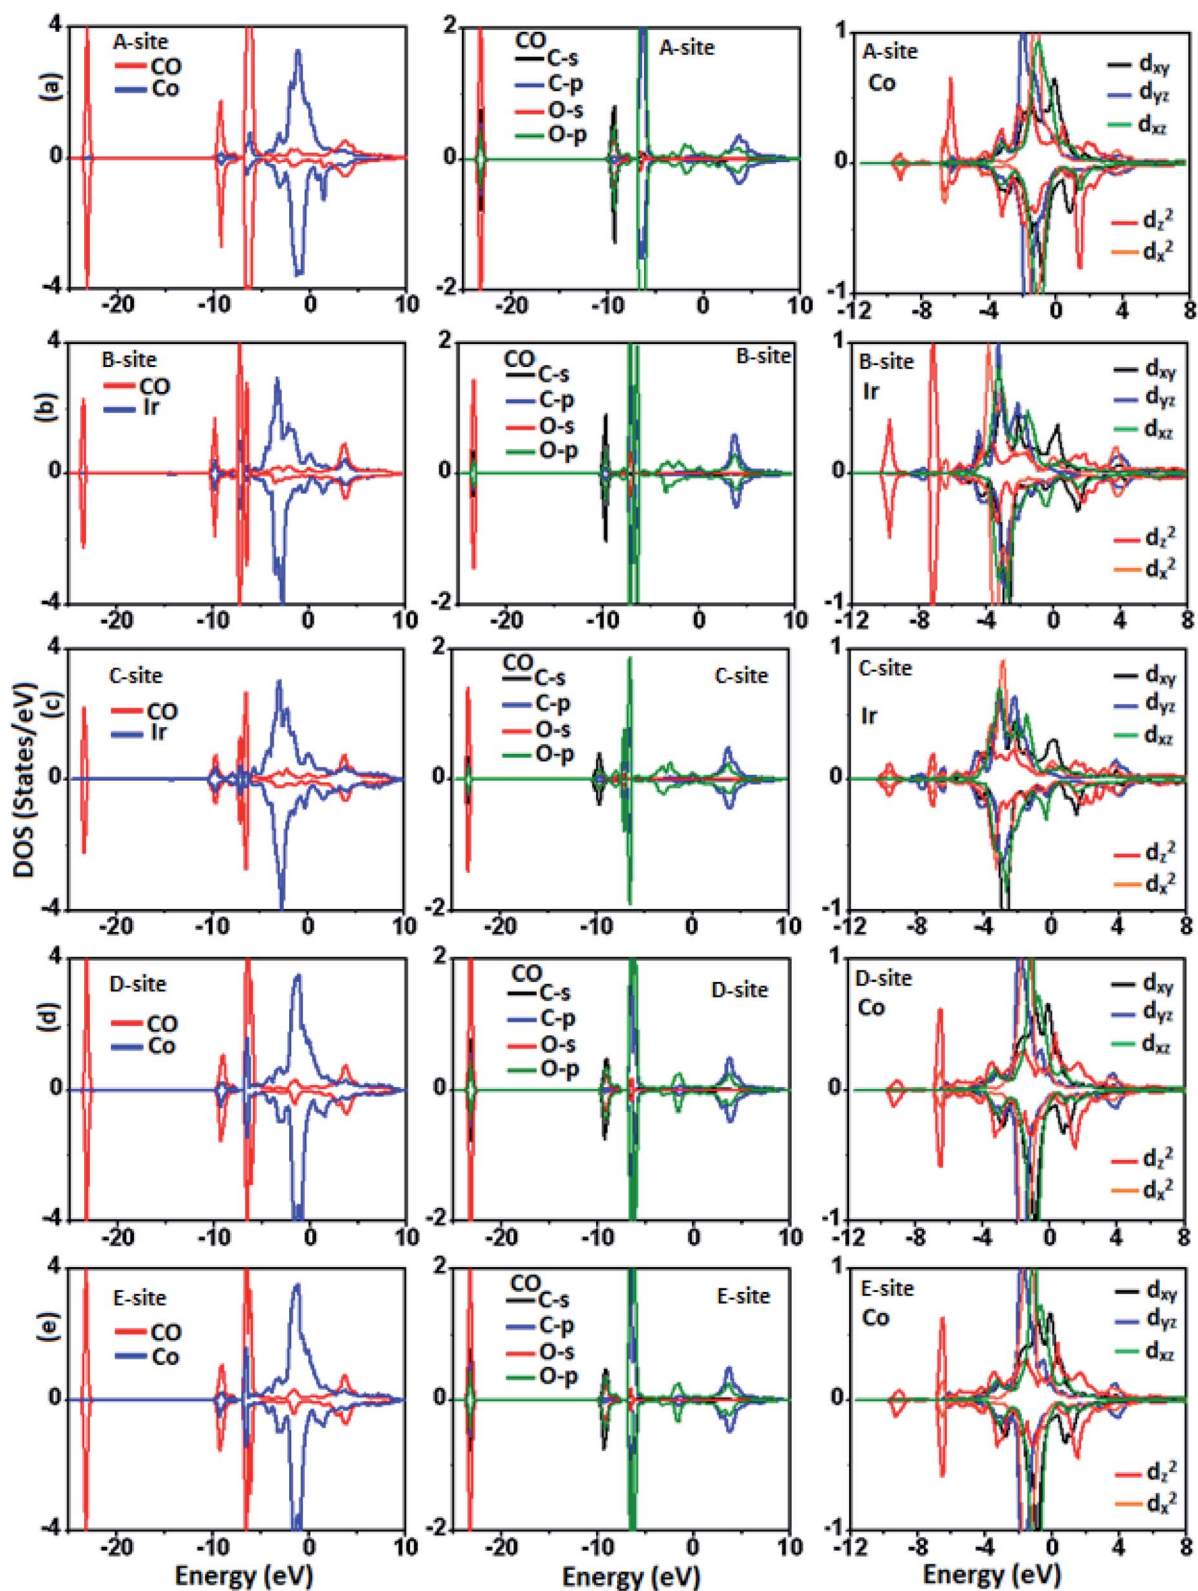 A-site
CO
Co
(a)
4
0
-4
-20
-10
0
10
CO
C-s
C-p
O-s
O-p
A-site
2
0
-2
-20
-10
0
10
A-site
Co
dxy
dyz
dxz
dz2
dx2
1
0
-1
-12
-8
-4
0
4
8
B-site
CO
Ir
(b)
4
0
-4
-20
-10
0
10
CO
C-s
C-p
O-s
O-p
B-site
2
0
-2
-20
-10
0
10
B-site
Ir
dxy
dyz
dxz
dz2
dx2
1
0
-1
-12
-8
-4
0
4
8
DOS (States/eV)
C-site
CO
Ir
(c)
4
0
-4
-20
-10
0
10
CO
C-s
C-p
O-s
O-p
C-site
2
0
-2
-20
-10
0
10
C-site
Ir
dxy
dyz
dxz
dz2
dx2
1
0
-1
-12
-8
-4
0
4
8
D-site
CO
Co
(d)
4
0
-4
-20
-10
0
10
CO
C-s
C-p
O-s
O-p
D-site
2
0
-2
-20
-10
0
10
D-site
Co
dxy
dyz
dxz
dz2
dx2
1
0
-1
-12
-8
-4
0
4
8
E-site
CO
Co
(e)
4
0
-4
-20
-10
0
10
Energy (eV)
CO
C-s
C-p
O-s
O-p
E-site
2
0
-2
-20
-10
0
10
Energy (eV)
E-site
Co
dxy
dyz
dxz
dz2
dx2
1
0
-1
-12
-8
-4
0
4
8
Energy (eV)